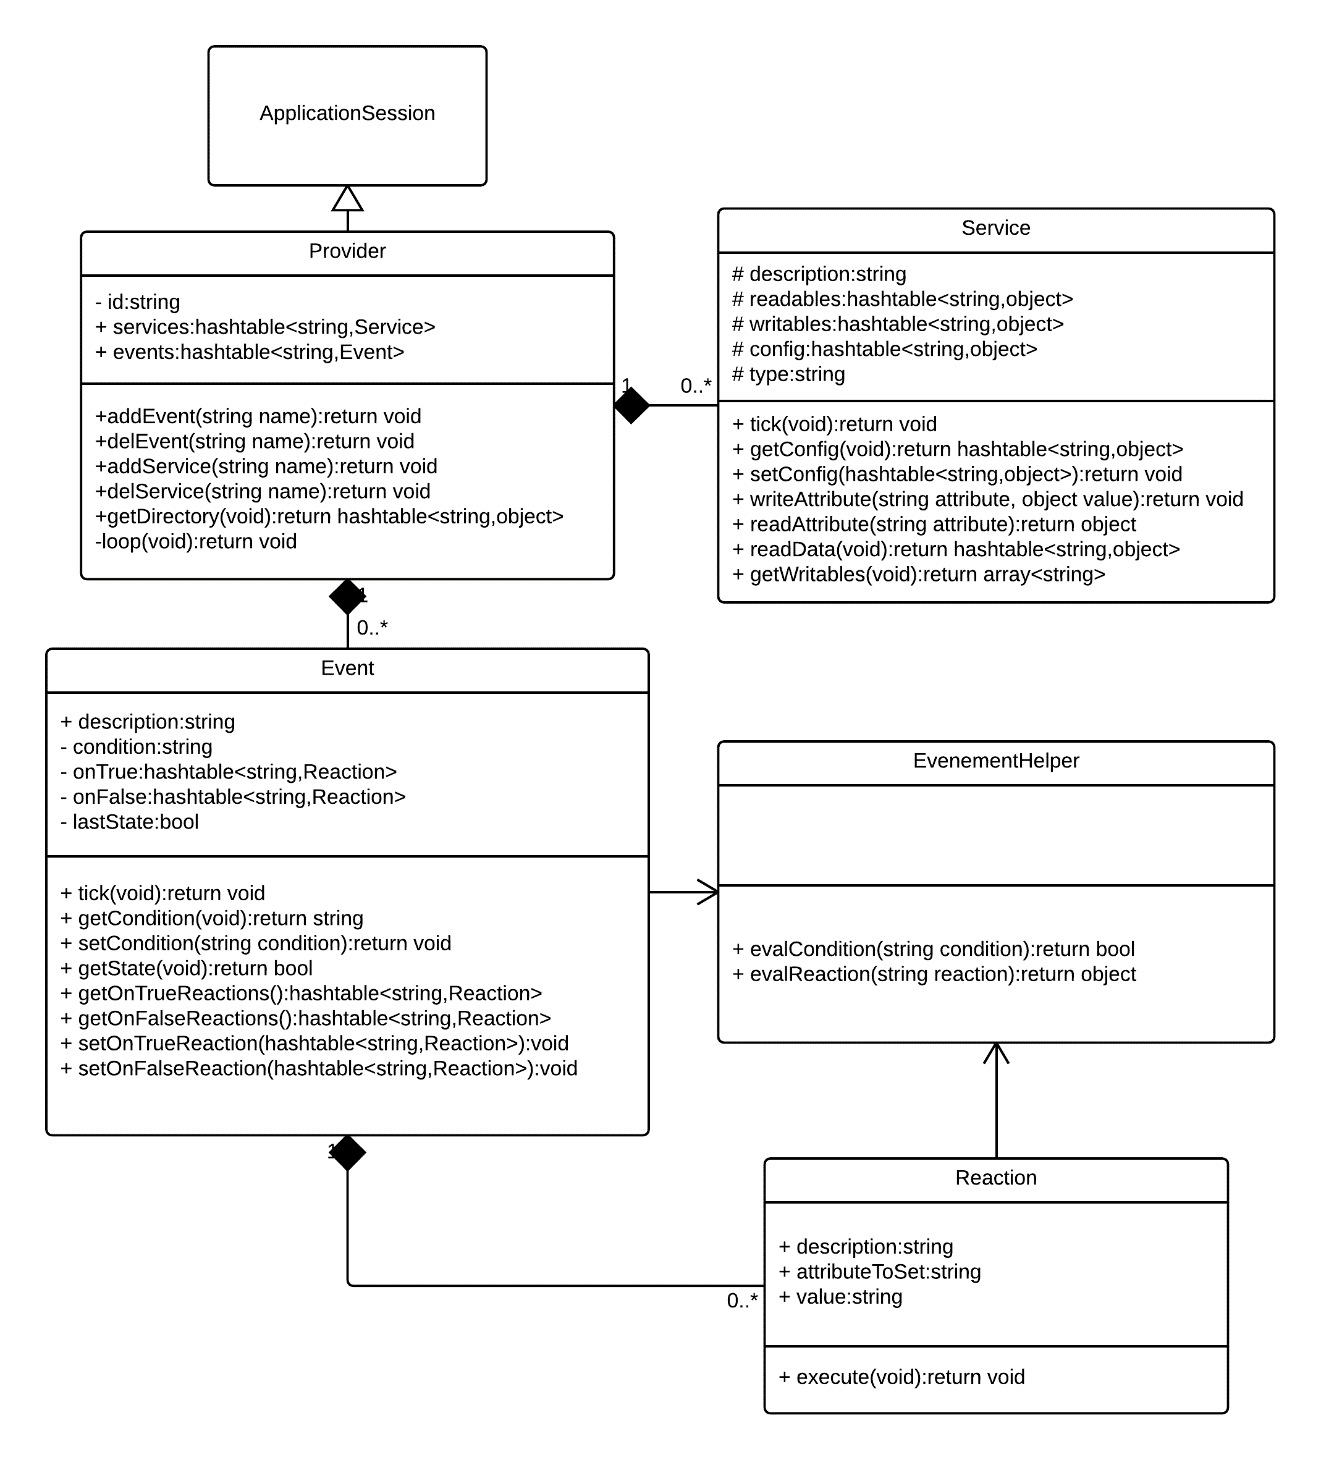 ApplicationSession
Provider
- id:string
+ services:hashtable<string,Service>
+ events:hashtable<string,Event>
+addEvent(string name):return void
+delEvent(string name):return void
+addService(string name):return void
+delService(string name):return void
+getDirectory(void):return hashtable<string,object>
-loop(void):return void
1
0..*
Service
# description:string
# readables:hashtable<string,object>
# writables:hashtable<string,object>
# config:hashtable<string,object>
# type:string
+ tick(void):return void
+ getConfig(void):return hashtable<string,object>
+ setConfig(hashtable<string,object>):return void
+ writeAttribute(string attribute, object value):return void
+ readAttribute(string attribute):return object
+ readData(void):return hashtable<string,object>
+ getWritables(void):return array<string>
1
0..*
Event
+ description:string
- condition:string
- onTrue:hashtable<string,Reaction>
- onFalse:hashtable<string,Reaction>
- lastState:bool
+ tick(void):return void
+ getCondition(void):return string
+ setCondition(string condition):return void
+ getState(void):return bool
+ getOnTrueReactions():hashtable<string,Reaction>
+ getOnFalseReactions():hashtable<string,Reaction>
+ setOnTrueReaction(hashtable<string,Reaction>):void
+ setOnFalseReaction(hashtable<string,Reaction>):void
EvenementHelper
+ evalCondition(string condition):return bool
+ evalReaction(string reaction):return object
1
0..*
Reaction
+ description:string
+ attributeToSet:string
+ value:string
+ execute(void):return void